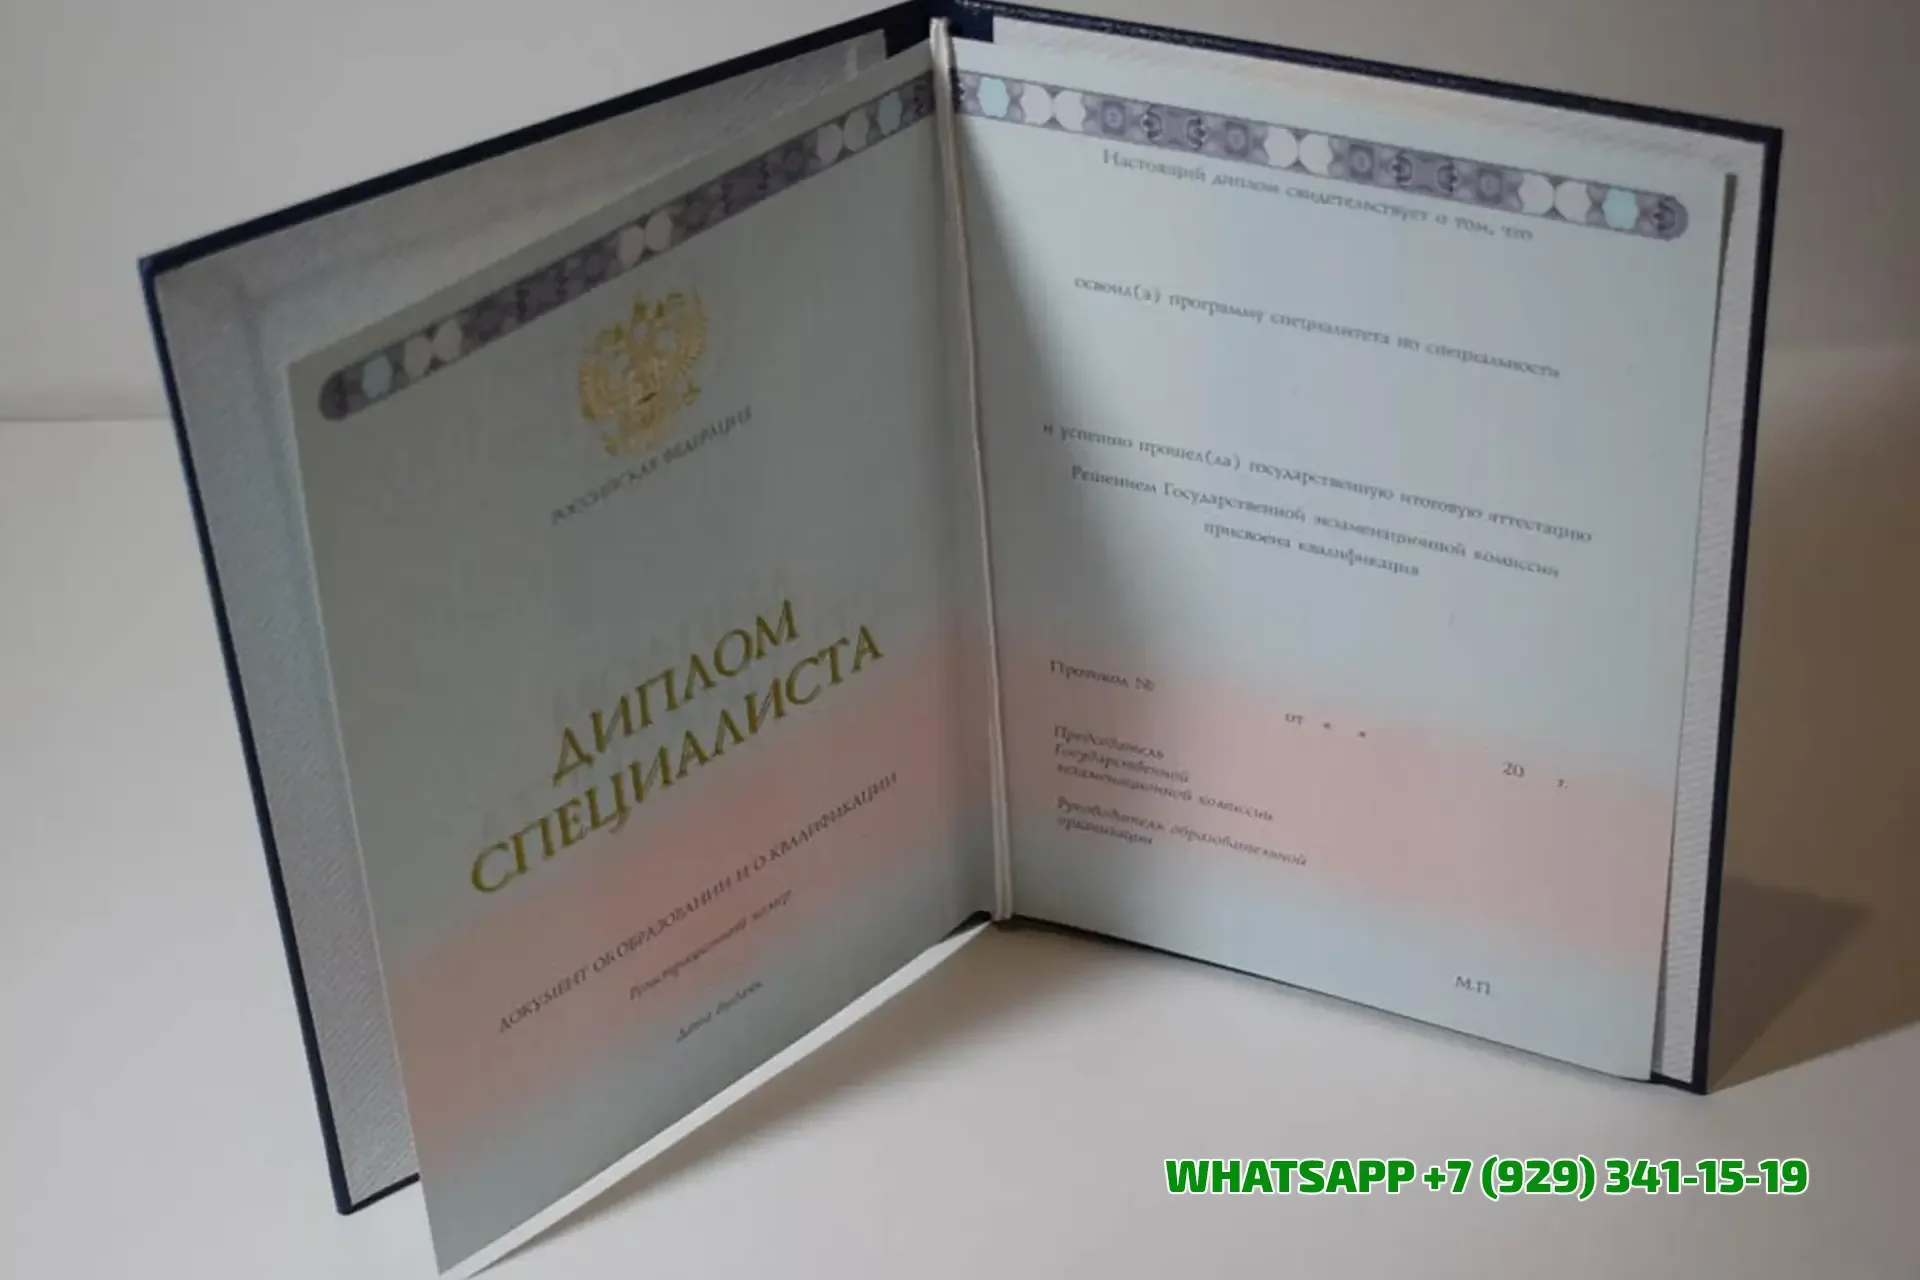 РОССИЙСКАЯ ФЕДЕРАЦИЯ
ДИПЛОМ
СПЕЦИАЛИСТА
ДОКУМЕНТ ОБ ОБРАЗОВАНИИ И О КВАЛИФИКАЦИИ
Регистрационный номер
Дата выдачи
Настоящий диплом свидетельствует о том, что
освоил(а) программу специалитета по специальности
и успешно прошел(ла) государственную итоговую аттестацию
Решением Государственной экзаменационной комиссии
присвоена квалификация
Протокол №
от « » 20 г.
Председатель
Государственной
экзаменационной комиссии
Руководитель образовательной
организации
М.П.
WHATSAPP +7 (929) 341-15-19